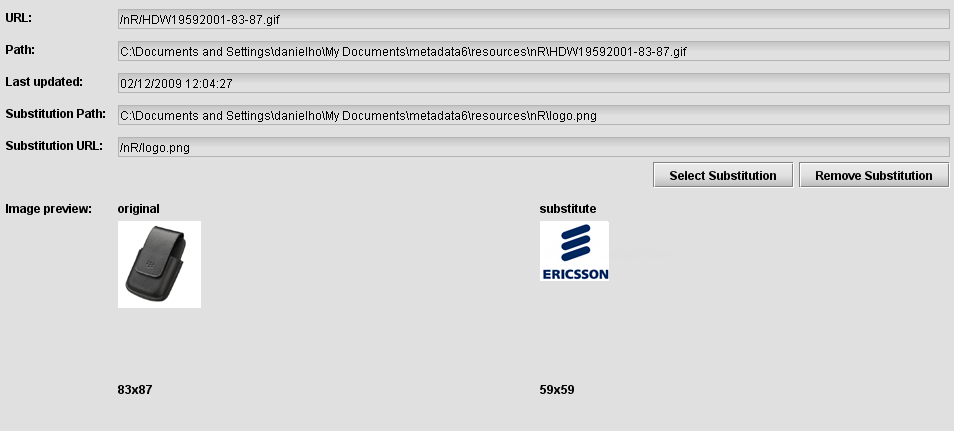 URL: /nR/HDW19592001-83-87.gif
Path: C:\Documents and Settings\danielho\My Documents\metadata6\resources\nR\HDW19592001-83-87.gif
Last updated: 02/12/2009 12:04:27
Substitution Path: C:\Documents and Settings\danielho\My Documents\metadata6\resources\nR\logo.png
Substitution URL: /nR/logo.png
Select Substitution Remove Substitution
Image preview: original substitute
ERICSSON
83x87 59x59